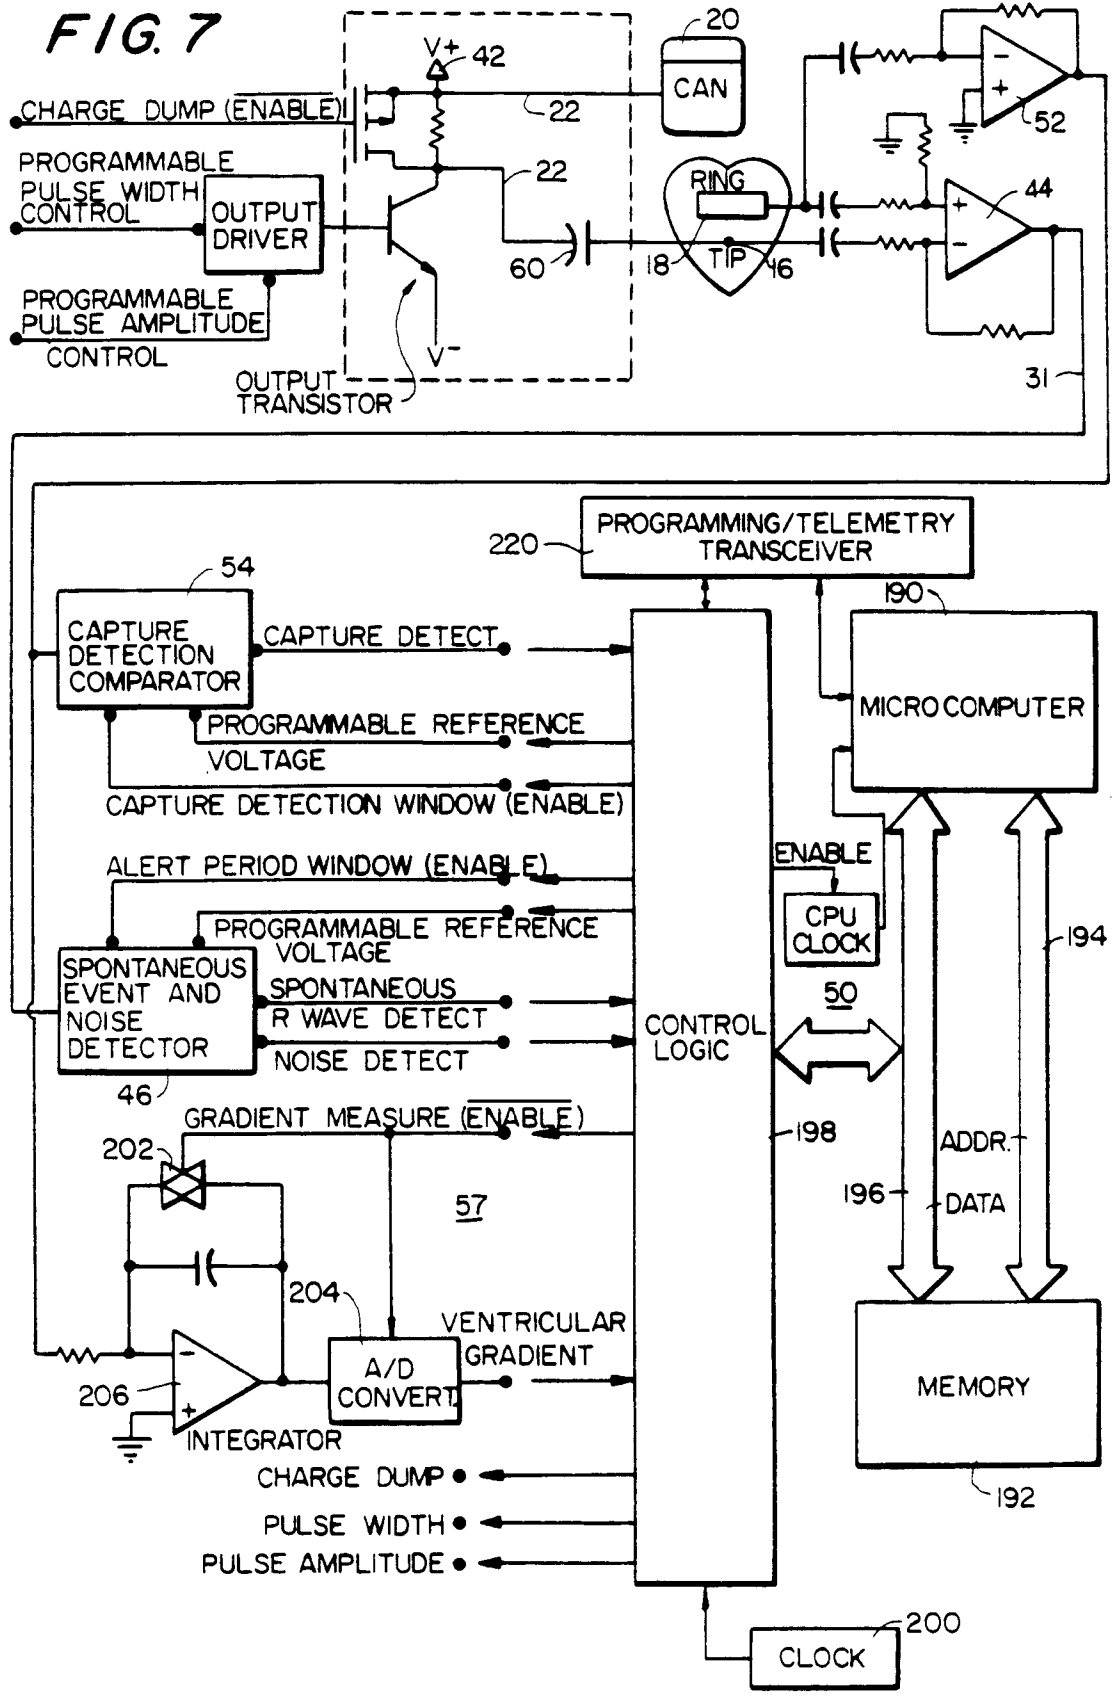 FIG. 7
V+
42
20
CAN
22
CHARGE DUMP (ENABLE)
52
PROGRAMMABLE
PULSE WIDTH
CONTROL
OUTPUT
DRIVER
22
RING
44
60
18
TIP
16
PROGRAMMABLE
PULSE AMPLITUDE
CONTROL
V-
OUTPUT
TRANSISTOR
31
220
PROGRAMMING/TELEMETRY
TRANSCEIVER
54
190
CAPTURE
DETECTION
COMPARATOR
CAPTURE DETECT
MICROCOMPUTER
PROGRAMMABLE REFERENCE
VOLTAGE
CAPTURE DETECTION WINDOW (ENABLE)
ALERT PERIOD WINDOW (ENABLE)
ENABLE
PROGRAMMABLE REFERENCE
VOLTAGE
CPU
CLOCK
194
SPONTANEOUS
EVENT AND
NOISE
DETECTOR
SPONTANEOUS
R WAVE DETECT
NOISE DETECT
50
CONTROL
LOGIC
46
GRADIENT MEASURE (ENABLE)
198
202
ADDR.
196
DATA
57
204
VENTRICULAR
GRADIENT
A/D
CONVERT.
206
INTEGRATOR
MEMORY
192
CHARGE DUMP
PULSE WIDTH
PULSE AMPLITUDE
200
CLOCK